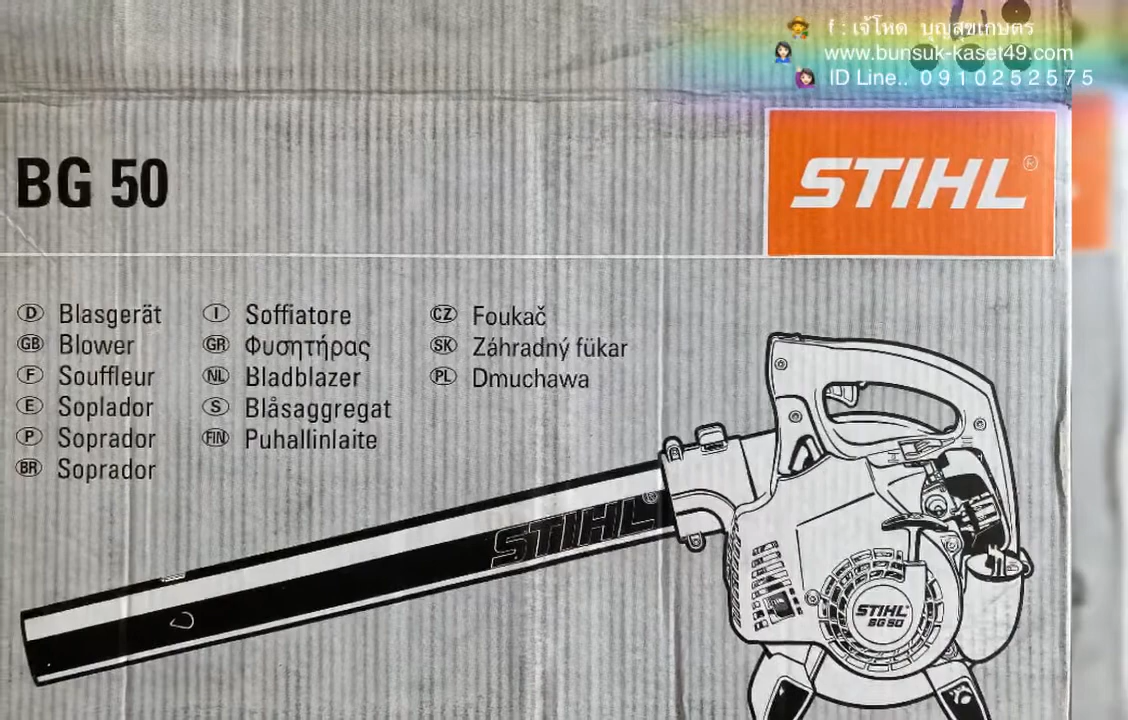 f : เจ้โหด บุญสุขเกษตร
www.bunsuk-kaset49.com
ID Line.. 0 9 1 0 2 5 2 5 7 5
BG 50
STIHL®
D Blasgerät
GB Blower
F Souffleur
E Soplador
P Soprador
BR Soprador
I Soffiatore
GR Φυσητήρας
NL Bladblazer
S Blåsaggregat
FIN Puhallinlaite
CZ Foukač
SK Záhradný fükar
PL Dmuchawa
STIHL®
STIHL
BG 50